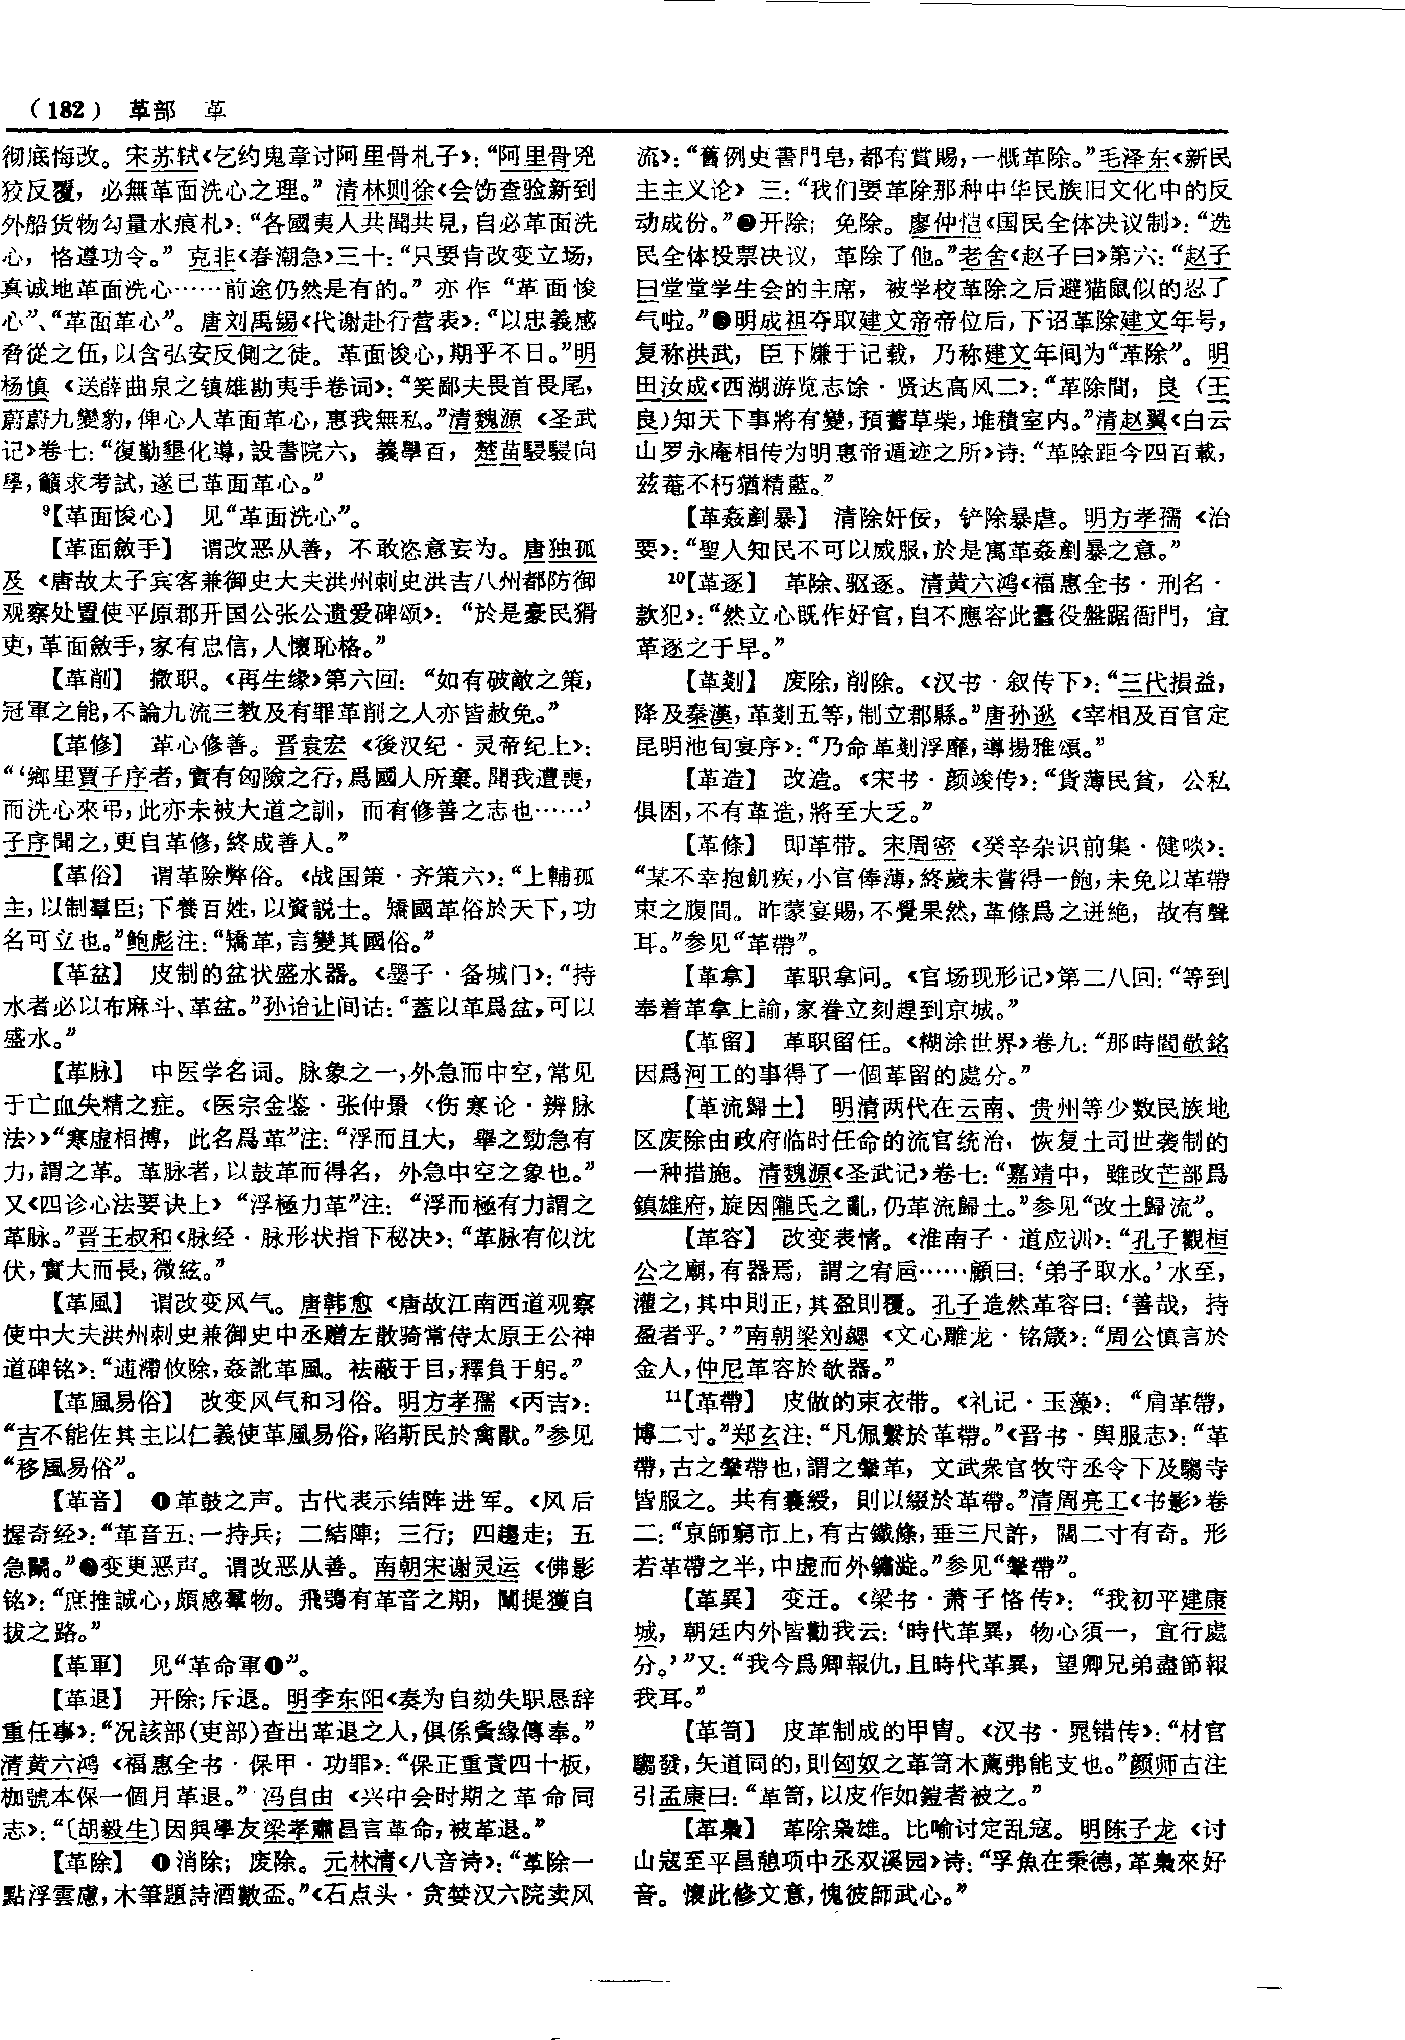 (182) 革部 革
彻底悔改。宋苏轼《乞约鬼章讨阿里骨札子》：“阿里骨兇
狡反覆，必無革面洗心之理。”清林则徐《会饬查验新到
外船货物勾量水痕札》：“各國夷人共聞共見，自必革面洗
心，恪遵功令。”克非《春潮急》三十：“只要肯改变立场，
真诚地革面洗心……前途仍然是有的。”亦作“革面悛
心”、“革面革心”。唐刘禹锡《代谢赴行营表》：“以忠義感
脅從之伍，以含弘安反側之徒。革面悛心，期乎不日。”明
杨慎《送薛曲泉之镇雄勘夷手卷词》：“笑鄙夫畏首畏尾，
蔚蔚九變豹，俾心人革面革心，惠我無私。”清魏源《圣武
记》卷七：“復勤墾化導，設書院六，義學百，楚苗駸駸向
學，籲求考試，遂已革面革心。”
9【革面悛心】 见“革面洗心”。
【革面斂手】 谓改恶从善，不敢恣意妄为。唐独孤
及《唐故太子宾客兼御史大夫洪州刺史洪吉八州都防御
观察处置使平原郡开国公张公遗爱碑颂》：“於是豪民猾
吏，革面斂手，家有忠信，人懷恥格。”
【革削】 撤职。《再生缘》第六回：“如有破敵之策，
冠軍之能，不論九流三教及有罪革削之人亦皆赦免。”
【革修】 革心修善。晋袁宏《後汉纪·灵帝纪上》：
“‘鄉里賈子序者，實有匈險之行，爲國人所棄。聞我遭喪，
而洗心來弔，此亦未被大道之訓，而有修善之志也……’
子序聞之，更自革修，終成善人。”
【革俗】 谓革除弊俗。《战国策·齐策六》：“上輔孤
主，以制羣臣；下養百姓，以資説士。矯國革俗於天下，功
名可立也。”鲍彪注：“矯革，言變其國俗。”
【革盆】 皮制的盆状盛水器。《墨子·备城门》：“持
水者必以布麻斗、革盆。”孙诒让间诂：“蓋以革爲盆，可以
盛水。”
【革脉】 中医学名词。脉象之一，外急而中空，常见
于亡血失精之症。《医宗金鉴·张仲景〈伤寒论·辨脉
法〉》“寒虚相搏，此名爲革”注：“浮而且大，舉之勁急有
力，謂之革。革脉者，以鼓革而得名，外急中空之象也。”
又《四诊心法要诀上》“浮極力革”注：“浮而極有力謂之
革脉。”晋王叔和《脉经·脉形状指下秘决》：“革脉有似沈
伏，實大而長，微絃。”
【革風】 谓改变风气。唐韩愈《唐故江南西道观察
使中大夫洪州刺史兼御史中丞赠左散骑常侍太原王公神
道碑铭》：“逋滯攸除，姦訛革風。祛蔽于目，釋負于躬。”
【革風易俗】 改变风气和习俗。明方孝孺《丙吉》：
“吉不能佐其主以仁義使革風易俗，陷斯民於禽獸。”参见
“移風易俗”。
【革音】 ❶革鼓之声。古代表示结阵进军。《风后
握奇经》：“革音五：一持兵；二結陣；三行；四趨走；五
急鬭。”❷变更恶声。谓改恶从善。南朝宋谢灵运《佛影
铭》：“庶推誠心，頗感羣物。飛鴞有革音之期，闡提獲自
拔之路。”
【革軍】 见“革命軍❶”。
【革退】 开除；斥退。明李东阳《奏为自劾失职恳辞
重任事》：“况該部(吏部)查出革退之人，俱係夤緣傳奉。”
清黄六鸿《福惠全书·保甲·功罪》：“保正重責四十板，
枷號本保一個月革退。”冯自由《兴中会时期之革命同
志》：“〔胡毅生〕因與學友梁孝肅昌言革命，被革退。”
【革除】 ❶消除；废除。元林清《八音诗》：“革除一
點浮雲慮，木筆題詩酒數盃。”《石点头·贪婪汉六院卖风
流》：“舊例史書門皂，都有賞賜，一概革除。”毛泽东《新民
主主义论》三：“我们要革除那种中华民族旧文化中的反
动成份。”❷开除；免除。廖仲恺《国民全体决议制》：“选
民全体投票决议，革除了他。”老舍《赵子曰》第六：“赵子
曰堂堂学生会的主席，被学校革除之后避猫鼠似的忍了
气啦。”❸明成祖夺取建文帝帝位后，下诏革除建文年号，
复称洪武，臣下嫌于记载，乃称建文年间为“革除”。明
田汝成《西湖游览志馀·贤达高风二》：“革除間，良（王
良）知天下事將有變，預蓄草柴，堆積室内。”清赵翼《白云
山罗永庵相传为明惠帝遁迹之所》诗：“革除距今四百載，
玆菴不朽猶精藍。”
【革姦剷暴】 清除奸佞，铲除暴虐。明方孝孺《治
要》：“聖人知民不可以威服，於是寓革姦剷暴之意。”
10【革逐】 革除、驱逐。清黄六鸿《福惠全书·刑名·
款犯》：“然立心既作好官，自不應容此蠹役盤踞衙門，宜
革逐之于早。”
【革剗】 废除，削除。《汉书·叙传下》：“三代損益，
降及秦漢，革剗五等，制立郡縣。”唐孙逖《宰相及百官定
昆明池旬宴序》：“乃命革剗浮靡，導揚雅頌。”
【革造】 改造。《宋书·颜竣传》：“貨薄民貧，公私
俱困，不有革造，將至大乏。”
【革條】 即革带。宋周密《癸辛杂识前集·健啖》：
“某不幸抱飢疾，小官俸薄，終歲未嘗得一飽，未免以革帶
束之腹間。昨蒙宴賜，不覺果然，革條爲之迸絶，故有聲
耳。”参见“革帶”。
【革拿】 革职拿问。《官场现形记》第二八回：“等到
奉着革拿上諭，家眷立刻趕到京城。”
【革留】 革职留任。《糊涂世界》卷九：“那時閻敬銘
因爲河工的事得了一個革留的處分。”
【革流歸土】 明清两代在云南、贵州等少数民族地
区废除由政府临时任命的流官统治，恢复土司世袭制的
一种措施。清魏源《圣武记》卷七：“嘉靖中，雖改芒部爲
鎮雄府，旋因隴氏之亂，仍革流歸土。”参见“改土歸流”。
【革容】 改变表情。《淮南子·道应训》：“孔子觀桓
公之廟，有器焉，謂之宥巵……顧曰：‘弟子取水。’水至，
灌之，其中則正，其盈則覆。孔子造然革容曰：‘善哉，持
盈者乎。’”南朝梁刘勰《文心雕龙·铭箴》：“周公慎言於
金人，仲尼革容於欹器。”
11【革帶】 皮做的束衣带。《礼记·玉藻》：“肩革帶，
博二寸。”郑玄注：“凡佩繫於革帶。”《晋书·舆服志》：“革
帶，古之鞶帶也，謂之鞶革，文武衆官牧守丞令下及騶寺
皆服之。共有囊綬，則以綴於革帶。”清周亮工《书影》卷
二：“京師窮市上，有古鐵條，垂三尺許，闊二寸有奇。形
若革帶之半，中虚而外鏽澁。”参见“鞶帶”。
【革異】 变迁。《梁书·萧子恪传》：“我初平建康
城，朝廷内外皆勸我云：‘時代革異，物心須一，宜行處
分。’”又：“我今爲卿報仇，且時代革異，望卿兄弟盡節報
我耳。”
【革笥】 皮革制成的甲胄。《汉书·晁错传》：“材官
騶發，矢道同的，則匈奴之革笥木薦弗能支也。”颜师古注
引孟康曰：“革笥，以皮作如鎧者被之。”
【革梟】 革除枭雄。比喻讨定乱寇。明陈子龙《讨
山寇至平昌憩项中丞双溪园》诗：“孚魚在秉德，革梟來好
音。懷此修文意，愧彼師武心。”